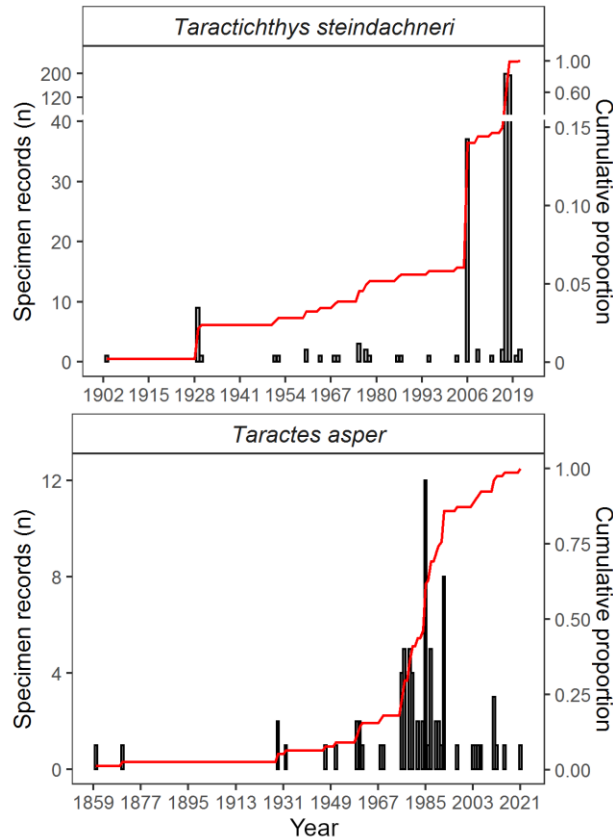 Taractichthys steindachneri
Specimen records (n)
200
120
40
30
20
10
0
1.00
0.60
0.15
0.10
0.05
0
Cumulative proportion
1902 1915 1928 1941 1954 1967 1980 1993 2006 2019
Taractes asper
Specimen records (n)
12
8
4
0
1.00
0.75
0.50
0.25
0.00
Cumulative proportion
1859 1877 1895 1913 1931 1949 1967 1985 2003 2021
Year